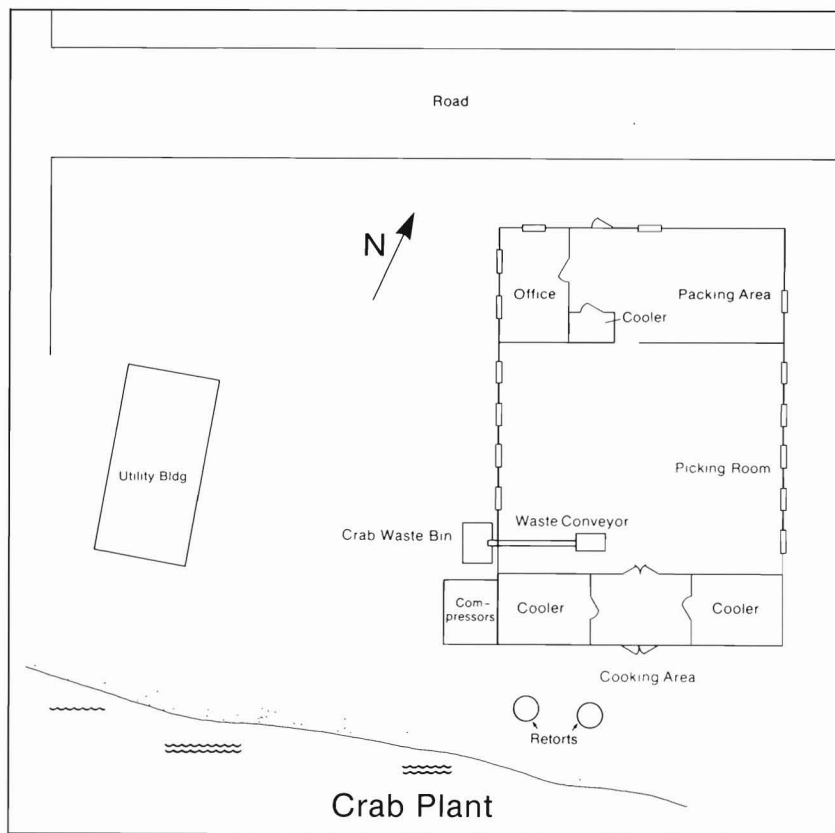 Road
N
Office
Packing Area
Cooler
Utility Bldg
Picking Room
Waste Conveyor
Crab Waste Bin
Com-
pressors
Cooler
Cooler
Cooking Area
Retorts
Crab Plant